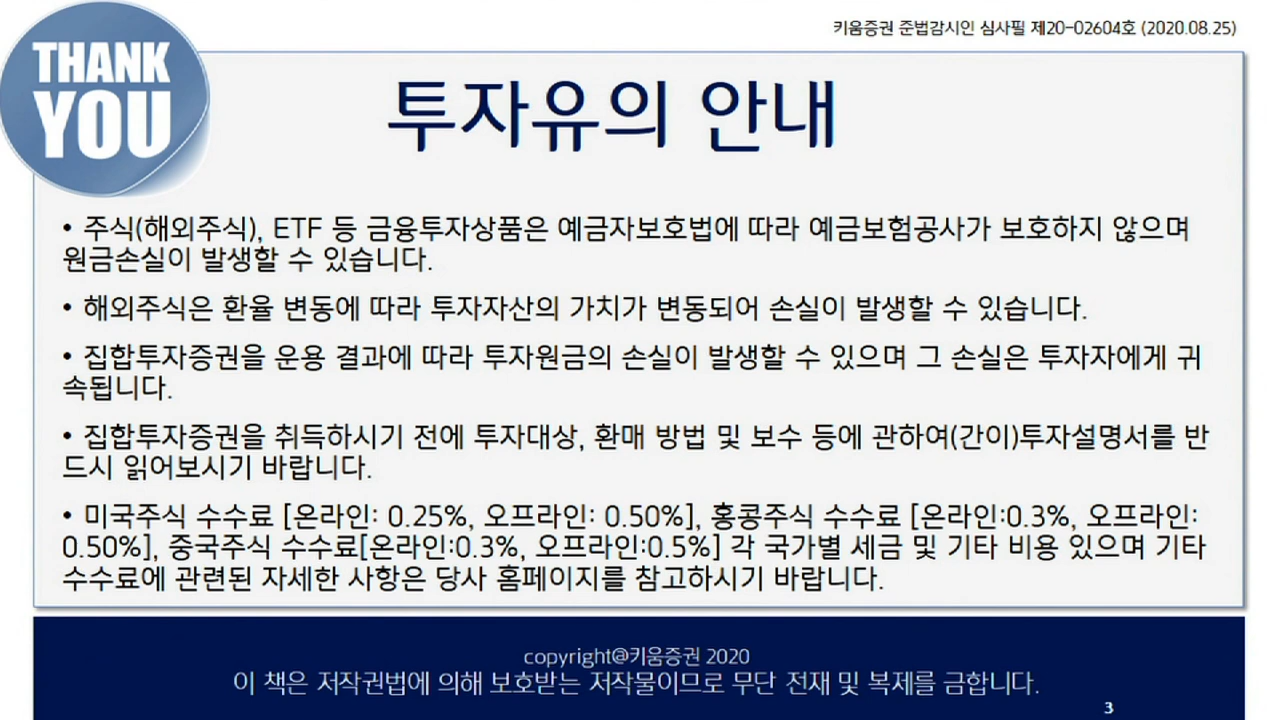 키움증권 준법감시인 심사필 제20-02604호 (2020.08.25)
THANK
YOU
투자유의 안내
• 주식(해외주식), ETF 등 금융투자상품은 예금자보호법에 따라 예금보험공사가 보호하지 않으며
원금손실이 발생할 수 있습니다.
• 해외주식은 환율 변동에 따라 투자자산의 가치가 변동되어 손실이 발생할 수 있습니다.
• 집합투자증권을 운용 결과에 따라 투자원금의 손실이 발생할 수 있으며 그 손실은 투자자에게 귀
속됩니다.
• 집합투자증권을 취득하시기 전에 투자대상, 환매 방법 및 보수 등에 관하여(간이)투자설명서를 반
드시 읽어보시기 바랍니다.
• 미국주식 수수료 [온라인: 0.25%, 오프라인: 0.50%], 홍콩주식 수수료 [온라인:0.3%, 오프라인:
0.50%], 중국주식 수수료[온라인:0.3%, 오프라인:0.5%] 각 국가별 세금 및 기타 비용 있으며 기타
수수료에 관련된 자세한 사항은 당사 홈페이지를 참고하시기 바랍니다.
copyright@키움증권 2020
이 책은 저작권법에 의해 보호받는 저작물이므로 무단 전재 및 복제를 금합니다.
3